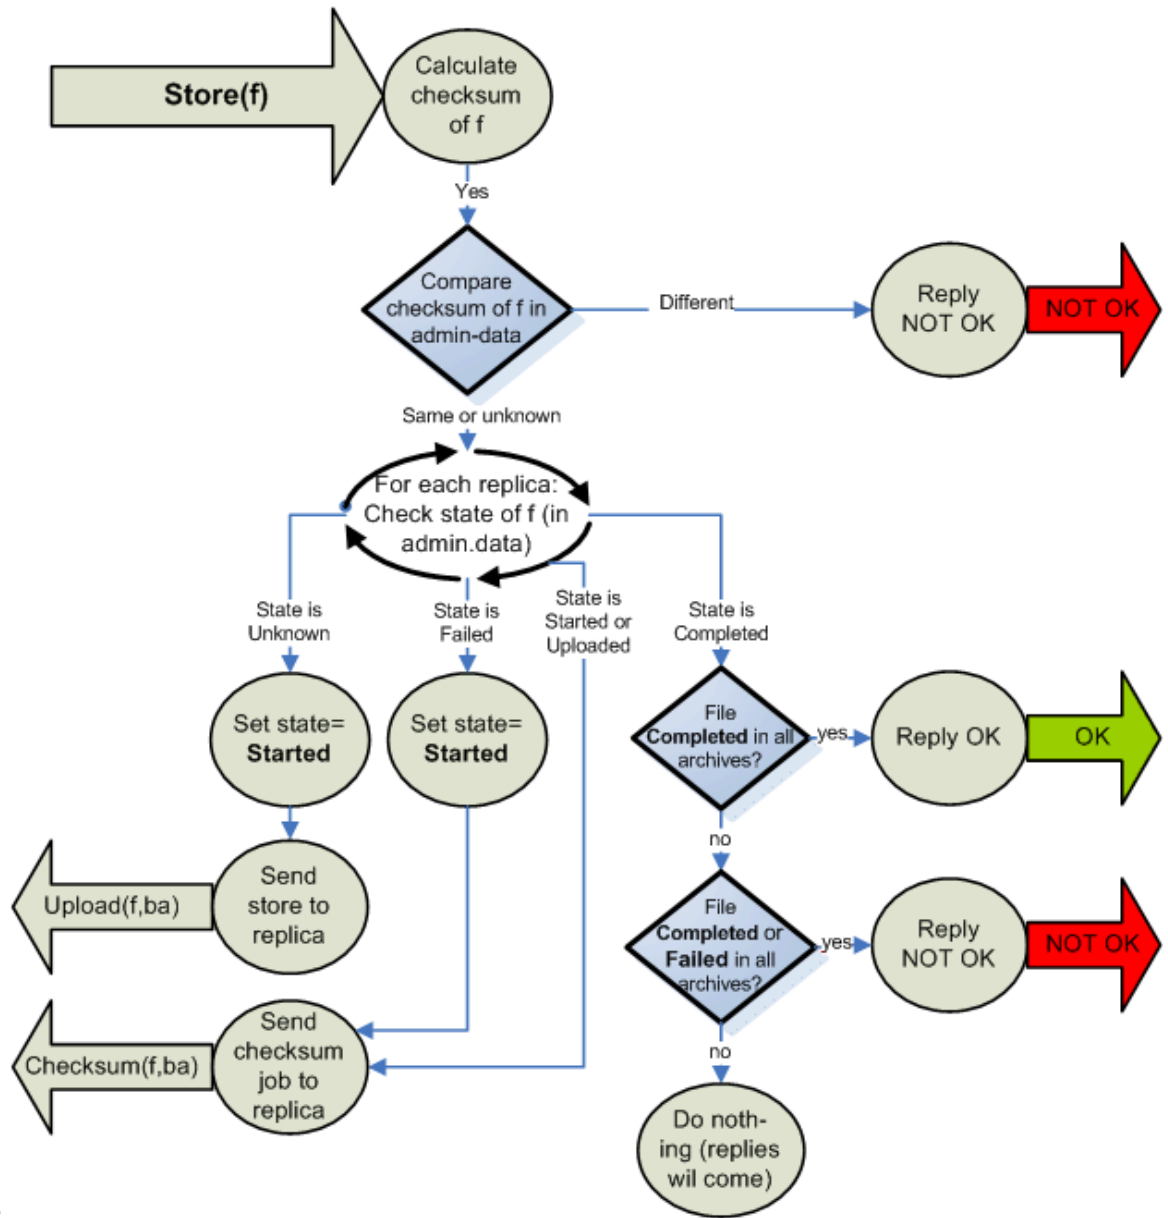 Store(f)
Calculate
checksum
of f
Yes
Compare
checksum of f in
admin-data
Different
Reply
NOT OK
NOT OK
Same or unknown
For each replica:
Check state of f (in
admin.data)
State is
Unknown
State is
Failed
State is
Started or
Uploaded
State is
Completed
Set state=
Started
Set state=
Started
File
Completed in all
archives?
yes
Reply OK
OK
no
Send
store to
replica
Upload(f,ba)
File
Completed or
Failed in all
archives?
yes
Reply
NOT OK
NOT OK
Send
checksum
job to
replica
Checksum(f,ba)
no
Do noth-
ing (replies
wil come)